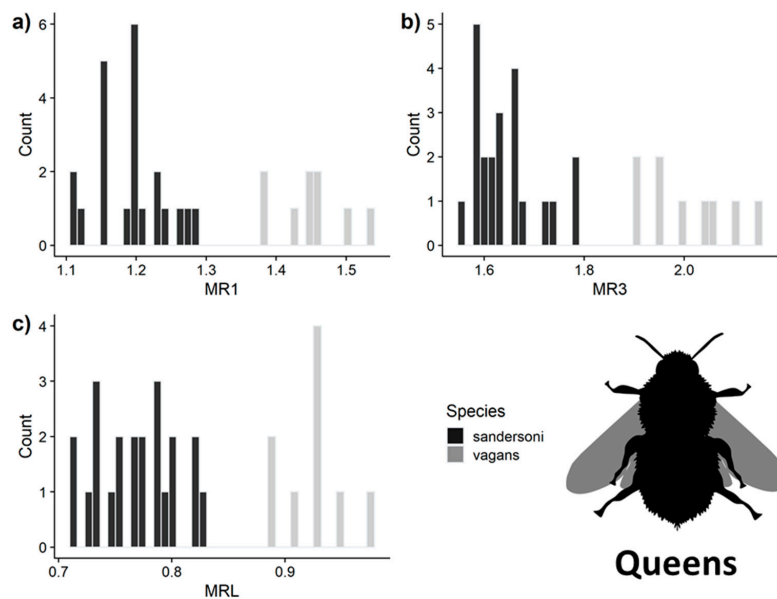 a)
6
4
2
0
Count
1.1 1.2 1.3 1.4 1.5
MR1
b)
5
4
3
2
1
0
Count
1.6 1.8 2.0
MR3
c)
4
3
2
1
0
Count
0.7 0.8 0.9
MRL
Species
sandersoni
vagans
Queens